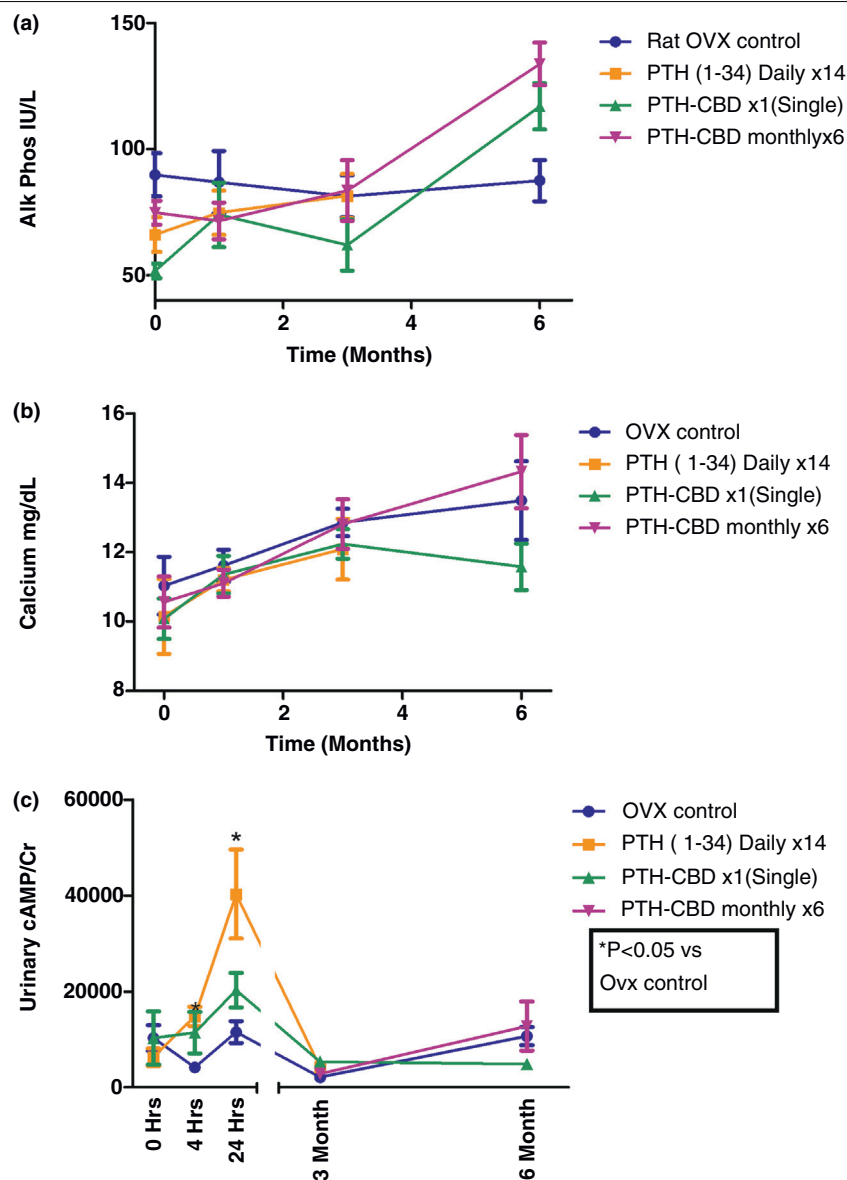 (a)
150
100
50
Alk Phos IU/L
0 2 4 6
Time (Months)
Rat OVX control
PTH (1-34) Daily x14
PTH-CBD x1(Single)
PTH-CBD monthlyx6
(b)
16
14
12
10
8
Calcium mg/dL
0 2 4 6
Time (Months)
OVX control
PTH ( 1-34) Daily x14
PTH-CBD x1(Single)
PTH-CBD monthly x6
(c)
60000
40000
20000
0
Urinary cAMP/Cr
*
*
0 Hrs
4 Hrs
24 Hrs
3 Month
6 Month
OVX control
PTH ( 1-34) Daily x14
PTH-CBD x1(Single)
PTH-CBD monthly x6
*P<0.05 vs
Ovx control